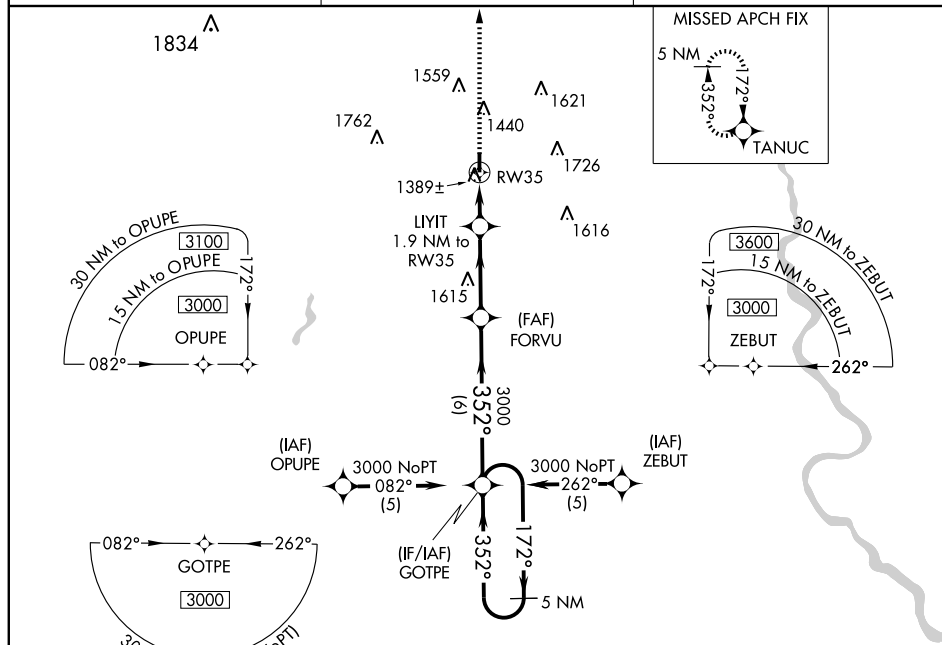 1834
MISSED APCH FIX
5 NM
352°
172°
TANUC
1559
1621
1440
1762
1726
1389±
RW35
LIYIT
1.9 NM to
RW35
1616
1615
(FAF)
FORVU
30 NM to OPUPE
3100
15 NM to OPUPE
172°
3000
OPUPE
082°
30 NM to ZEBUT
3600
15 NM to ZEBUT
172°
3000
ZEBUT
262°
3000
352°
(6)
(IAF)
OPUPE
3000 NoPT
082°
(5)
(IAF)
ZEBUT
3000 NoPT
262°
(5)
(IF/IAF)
GOTPE
352°
172°
5 NM
082°
262°
GOTPE
3000